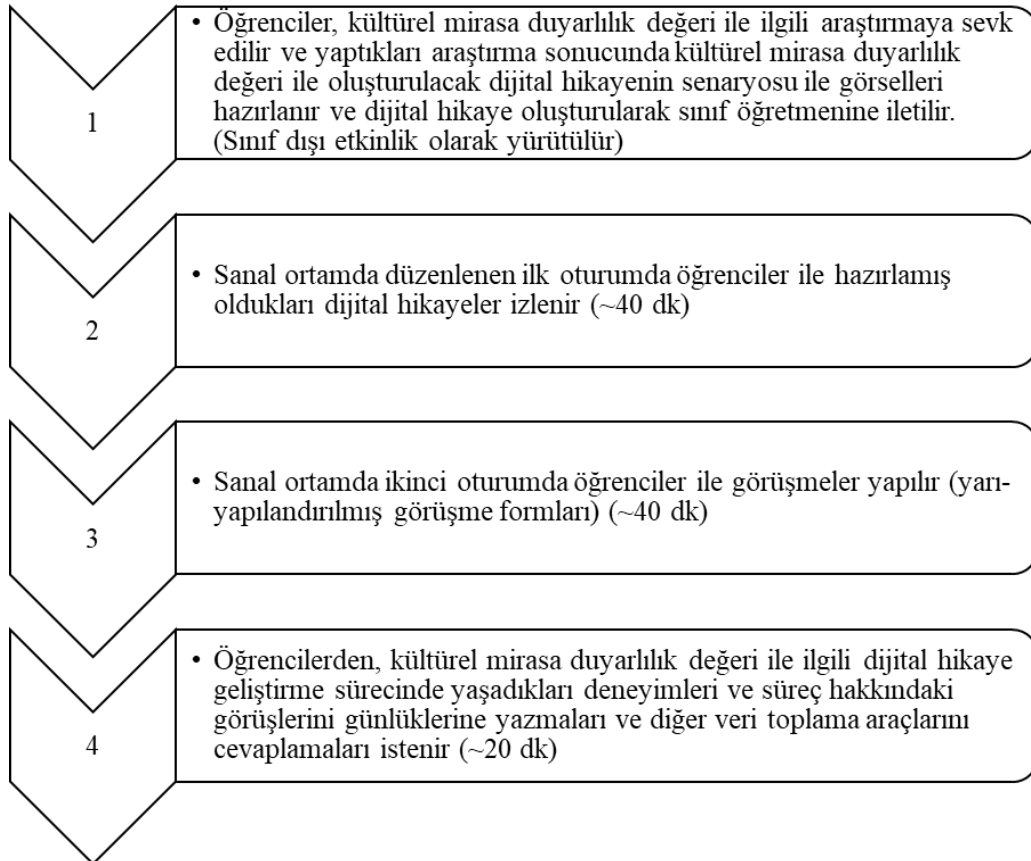 • Öğrenciler, kültürel mirasa duyarlılık değeri ile ilgili araştırmaya sevk
edilir ve yaptıkları araştırma sonucunda kültürel mirasa duyarlılık
değeri ile oluşturulacak dijital hikayenin senaryosu ile görselleri
hazırlanır ve dijital hikaye oluşturularak sınıf öğretmenine iletilir.
(Sınıf dışı etkinlik olarak yürütülür)
1
• Sanal ortamda düzenlenen ilk oturumda öğrenciler ile hazırlamış
oldukları dijital hikayeler izlenir (~40 dk)
2
• Sanal ortamda ikinci oturumda öğrenciler ile görüşmeler yapılır (yarı-
yapılandırılmış görüşme formları) (~40 dk)
3
• Öğrencilerden, kültürel mirasa duyarlılık değeri ile ilgili dijital hikaye
geliştirme sürecinde yaşadıkları deneyimleri ve süreç hakkındaki
görüşlerini günlüklerine yazmaları ve diğer veri toplama araçlarını
cevaplamaları istenir (~20 dk)
4